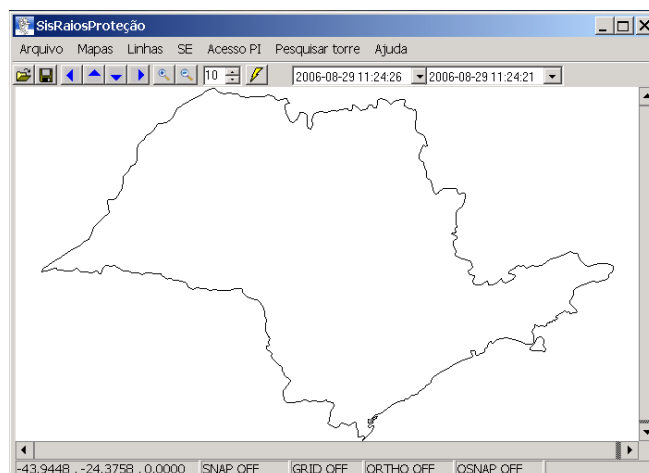 SisRaiosProteção
Arquivo Mapas Linhas SE Acesso PI Pesquisar torre Ajuda
10 2006-08-29 11:24:26 2006-08-29 11:24:21
-43.9448 , -24.3758 , 0.0000 SNAP OFF GRID OFF ORTHO OFF OSNAP OFF